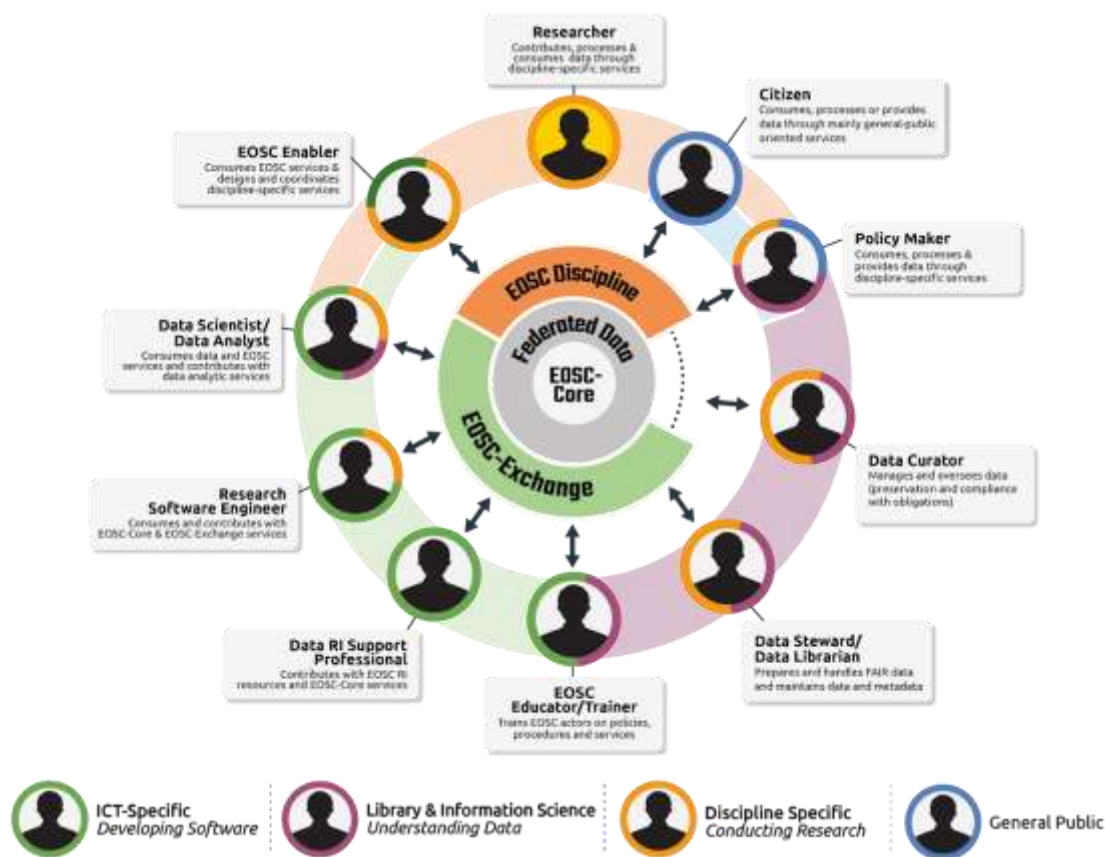 Researcher
Contributes, processes &
consumes data through
discipline-specific services
Citizen
Consumes, processes or provides
data through mainly general-public
oriented services
EOSC Enabler
Consumes EOSC services &
designs and coordinates
discipline-specific services
Policy Maker
Consumes, processes &
provides data through
discipline-specific services
EOSC Discipline
Federated Data
EOSC-
Core
EOSC-Exchange
Data Scientist/
Data Analyst
Consumes data and EOSC
services and contributes with
data analytic services
Data Curator
Manages and oversees data
(preservation and compliance
with obligations)
Research
Software Engineer
Consumes and contributes with
EOSC-Core & EOSC-Exchange services
Data RI Support
Professional
Contributes with EOSC RI
resources and EOSC-Core services
EOSC
Educator/Trainer
Trains EOSC actors on policies,
procedures and services
Data Steward/
Data Librarian
Prepares and handles FAIR data
and maintains data and metadata
ICT-Specific
Developing Software
Library & Information Science
Understanding Data
Discipline Specific
Conducting Research
General Public